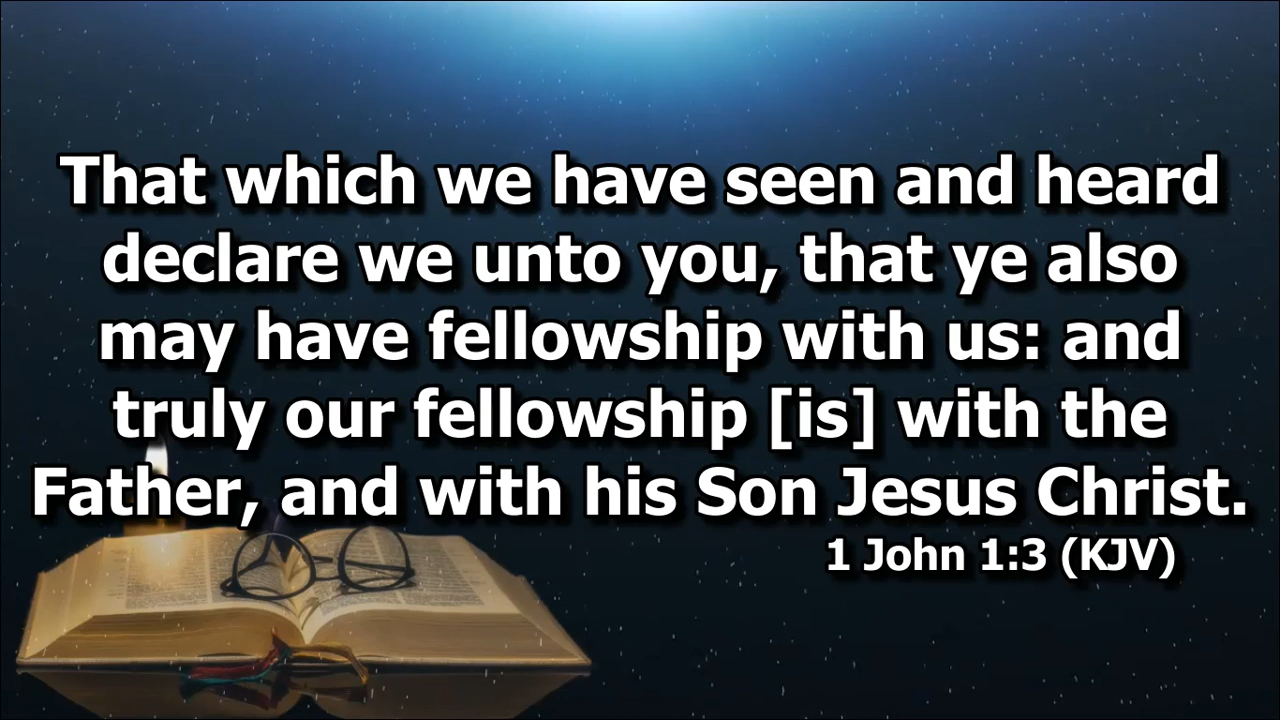 That which we have seen and heard
declare we unto you, that ye also
may have fellowship with us: and
truly our fellowship [is] with the
Father, and with his Son Jesus Christ.
1 John 1:3 (KJV)